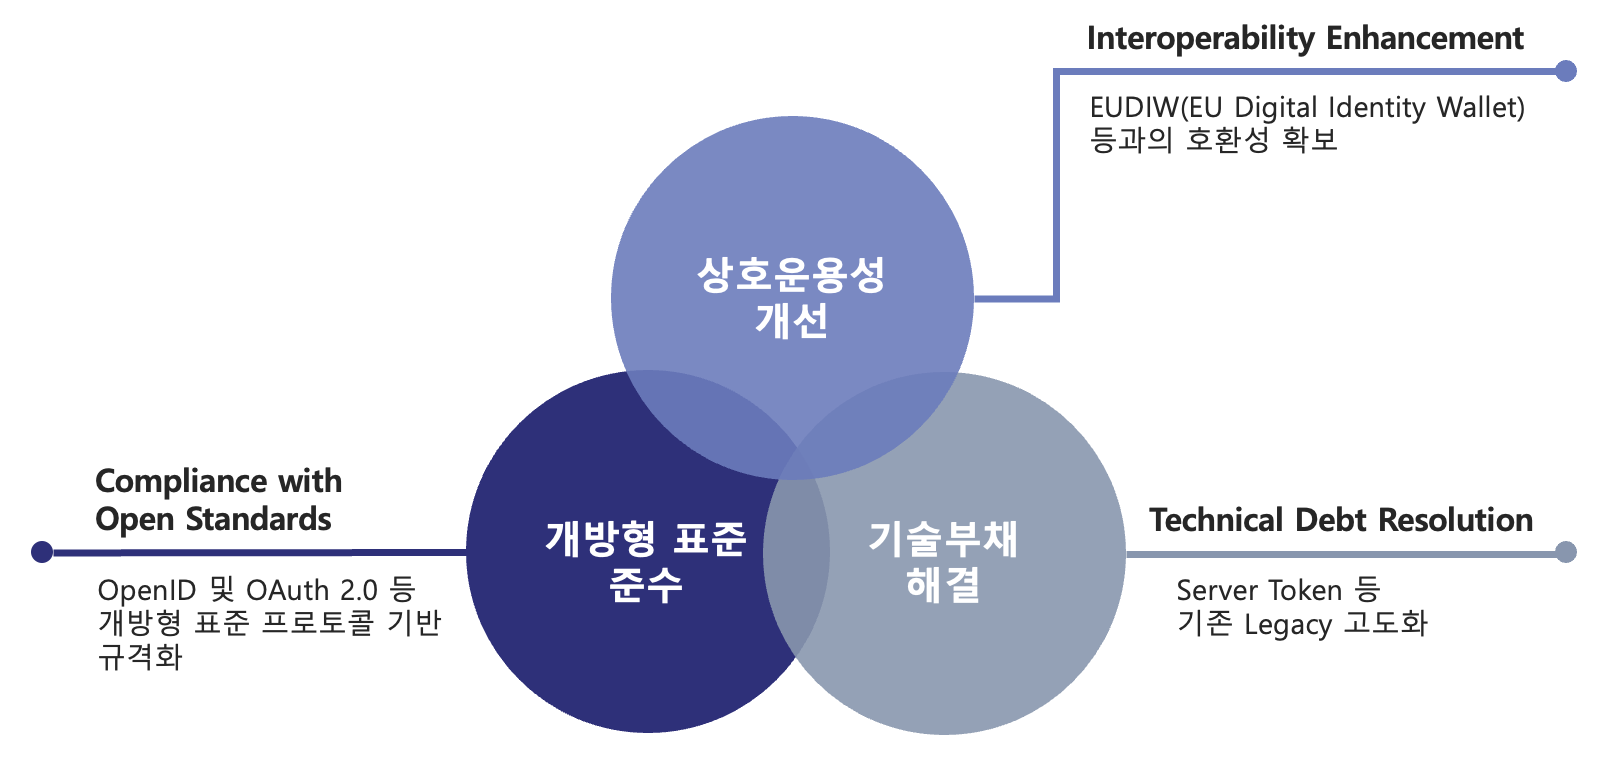 Interoperability Enhancement
EUDIW(EU Digital Identity Wallet)
등과의 호환성 확보
상호운용성
개선
Compliance with
Open Standards
OpenID 및 OAuth 2.0 등
개방형 표준 프로토콜 기반
규격화
개방형 표준
준수
기술부채
해결
Technical Debt Resolution
Server Token 등
기존 Legacy 고도화